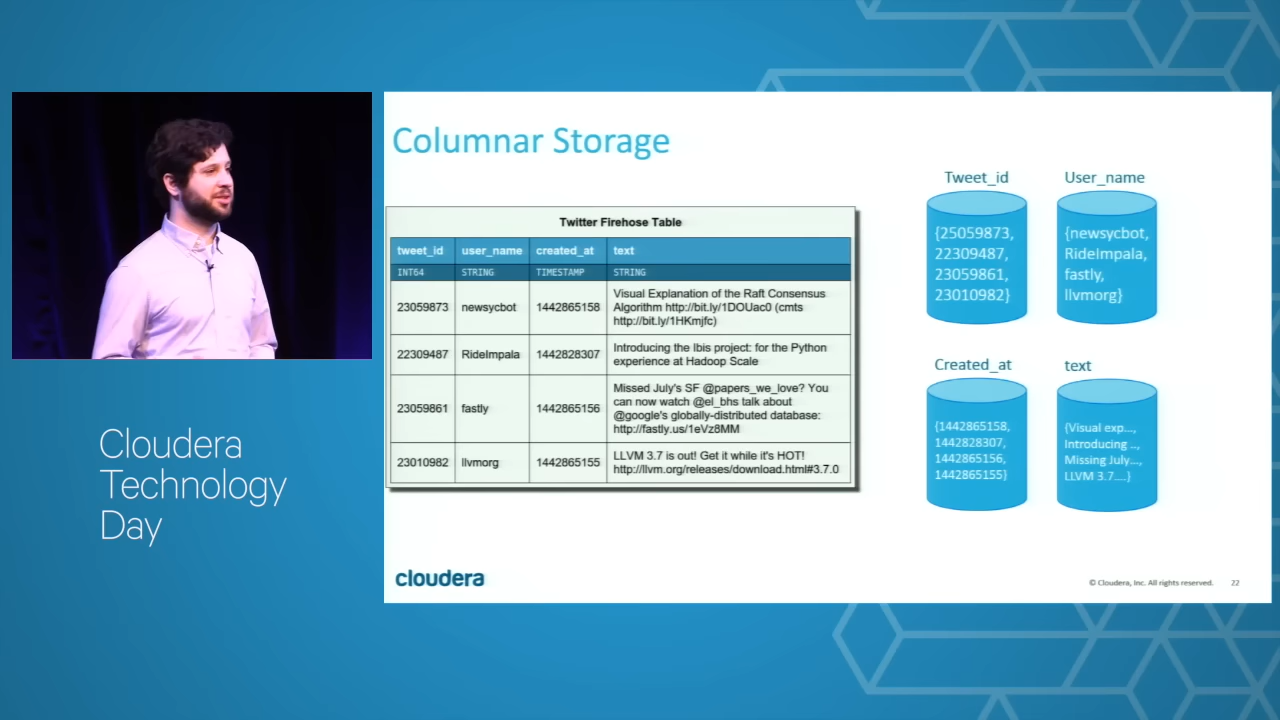 Columnar Storage
Twitter Firehose Table
tweet_id user_name created_at text
INT64 STRING TIMESTAMP STRING
23059873 newsycbot 1442865158 Visual Explanation of the Raft Consensus
Algorithm http://bit.ly/1DOUac0 (cmts
http://bit.ly/1HKmjfc)
22309487 RideImpala 1442828307 Introducing the Ibis project: for the Python
experience at Hadoop Scale
23059861 fastly 1442865156 Missed July's SF @papers_we_love? You
can now watch @el_bhs talk about
@google's globally-distributed database:
http://fastly.us/1eVz8MM
23010982 llvmorg 1442865155 LLVM 3.7 is out! Get it while it's HOT!
http://llvm.org/releases/download.html#3.7.0
Tweet_id
{25059873,
22309487,
23059861,
23010982}
User_name
{newsycbot,
RideImpala,
fastly,
llvmorg}
Created_at
{1442865158,
1442828307,
1442865156,
1442865155}
text
{Visual exp...,
Introducing ..,
Missing July...,
LLVM 3.7....}
cloudera
© Cloudera, Inc. All rights reserved. 22
Cloudera
Technology
Day